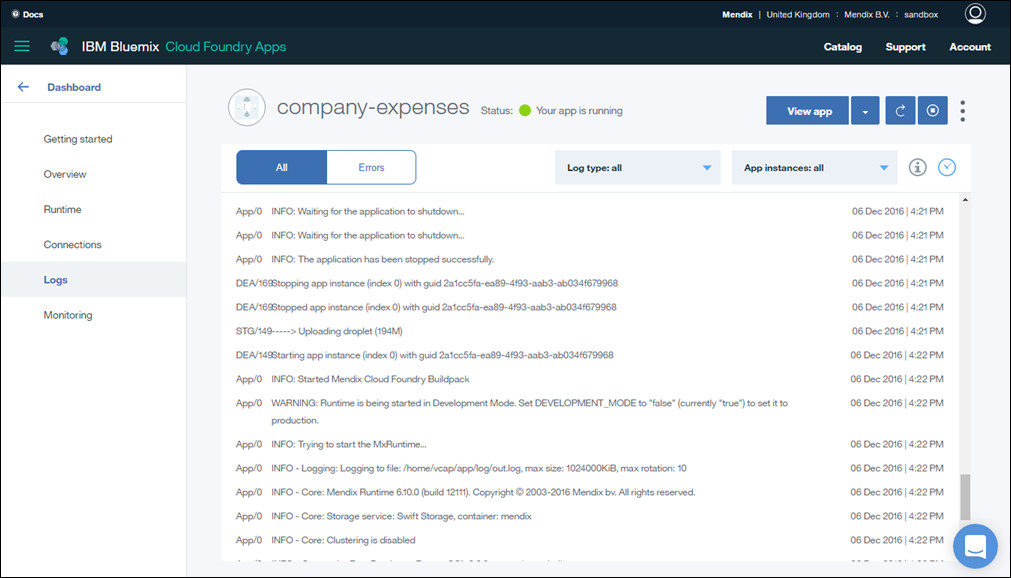 Docs
Mendix | United Kingdom : Mendix B.V. : sandbox
IBM Bluemix Cloud Foundry Apps
Catalog Support Account
Dashboard
Getting started
Overview
Runtime
Connections
Logs
Monitoring
company-expenses Status: Your app is running
View app
All Errors
Log type: all
App instances: all
App/0 INFO: Waiting for the application to shutdown... 06 Dec 2016 | 4:21 PM
App/0 INFO: Waiting for the application to shutdown... 06 Dec 2016 | 4:21 PM
App/0 INFO: The application has been stopped successfully. 06 Dec 2016 | 4:21 PM
DEA/169Stopping app instance (index 0) with guid 2a1cc5fa-ea89-4f93-aab3-ab034f679968 06 Dec 2016 | 4:21 PM
DEA/169Stopped app instance (index 0) with guid 2a1cc5fa-ea89-4f93-aab3-ab034f679968 06 Dec 2016 | 4:21 PM
STG/149-----> Uploading droplet (194M) 06 Dec 2016 | 4:21 PM
DEA/149Starting app instance (index 0) with guid 2a1cc5fa-ea89-4f93-aab3-ab034f679968 06 Dec 2016 | 4:22 PM
App/0 INFO: Started Mendix Cloud Foundry Buildpack 06 Dec 2016 | 4:22 PM
App/0 WARNING: Runtime is being started in Development Mode. Set DEVELOPMENT_MODE to "false" (currently "true") to set it to 06 Dec 2016 | 4:22 PM
production.
App/0 INFO: Trying to start the MxRuntime... 06 Dec 2016 | 4:22 PM
App/0 INFO - Logging: Logging to file: /home/vcap/app/log/out.log, max size: 1024000KiB, max rotation: 10 06 Dec 2016 | 4:22 PM
App/0 INFO - Core: Mendix Runtime 6.10.0 (build 12111). Copyright © 2003-2016 Mendix bv. All rights reserved. 06 Dec 2016 | 4:22 PM
App/0 INFO - Core: Storage service: Swift Storage, container: mendix 06 Dec 2016 | 4:22 PM
App/0 INFO - Core: Clustering is disabled 06 Dec 2016 | 4:22 PM